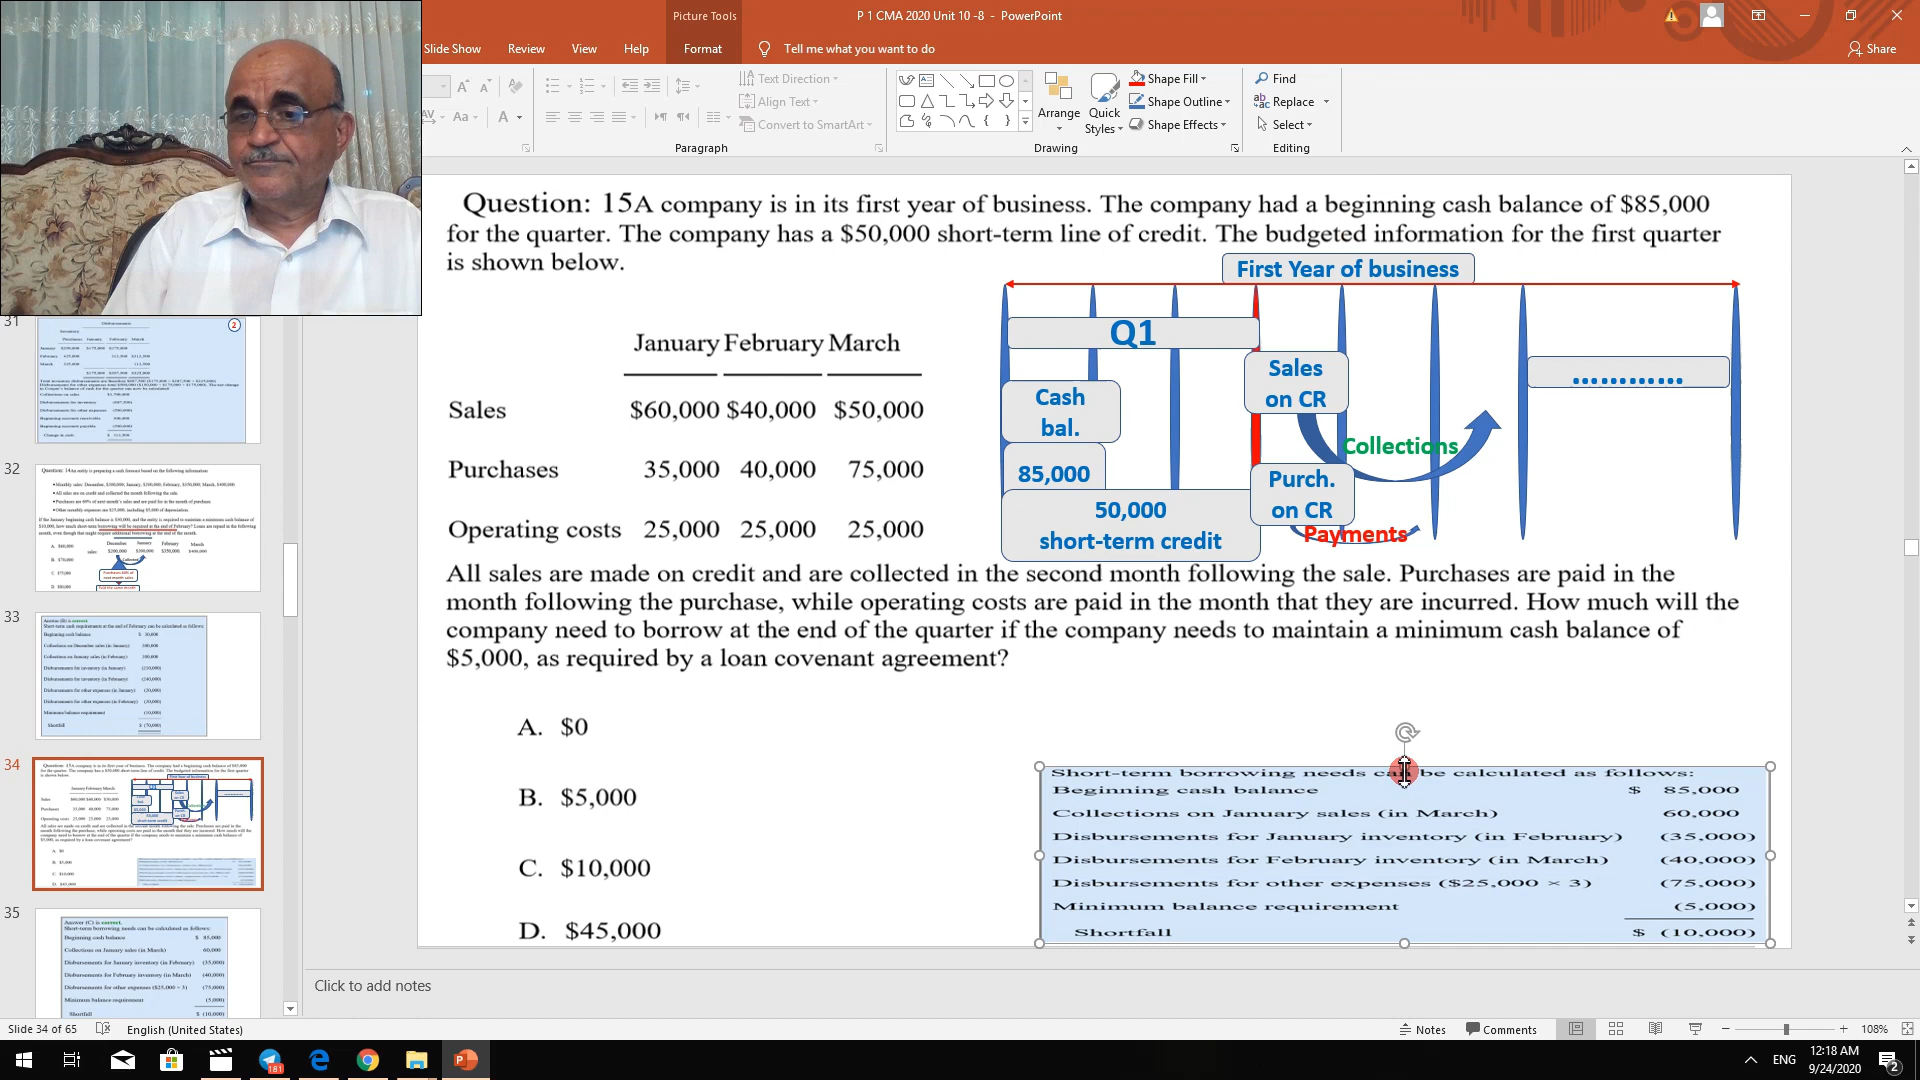 Picture Tools
P 1 CMA 2020 Unit 10 -8 - PowerPoint
Slide Show Review View Help Format Tell me what you want to do Share
Text Direction
Align Text
Convert to SmartArt
Paragraph
Arrange
Quick
Styles
Shape Fill
Shape Outline
Shape Effects
Drawing
Find
Replace
Select
Editing
Question: 15A company is in its first year of business. The company had a beginning cash balance of $85,000
for the quarter. The company has a $50,000 short-term line of credit. The budgeted information for the first quarter
is shown below.
First Year of business
Q1
Cash
bal.
85,000
50,000
short-term credit
Sales
on CR
Purch.
on CR
Collections
Payments
............
January February March
Sales $60,000 $40,000 $50,000
Purchases 35,000 40,000 75,000
Operating costs 25,000 25,000 25,000
All sales are made on credit and are collected in the second month following the sale. Purchases are paid in the
month following the purchase, while operating costs are paid in the month that they are incurred. How much will the
company need to borrow at the end of the quarter if the company needs to maintain a minimum cash balance of
$5,000, as required by a loan covenant agreement?
A. $0
B. $5,000
C. $10,000
D. $45,000
Short-term borrowing needs can be calculated as follows:
Beginning cash balance $ 85,000
Collections on January sales (in March) 60,000
Disbursements for January inventory (in February) (35,000)
Disbursements for February inventory (in March) (40,000)
Disbursements for other expenses ($25,000 × 3) (75,000)
Minimum balance requirement (5,000)
Shortfall $ (10,000)
31
32
33
34
35
Click to add notes
Slide 34 of 65 English (United States) Notes Comments 108%
181
ENG
12:18 AM
9/24/2020
2